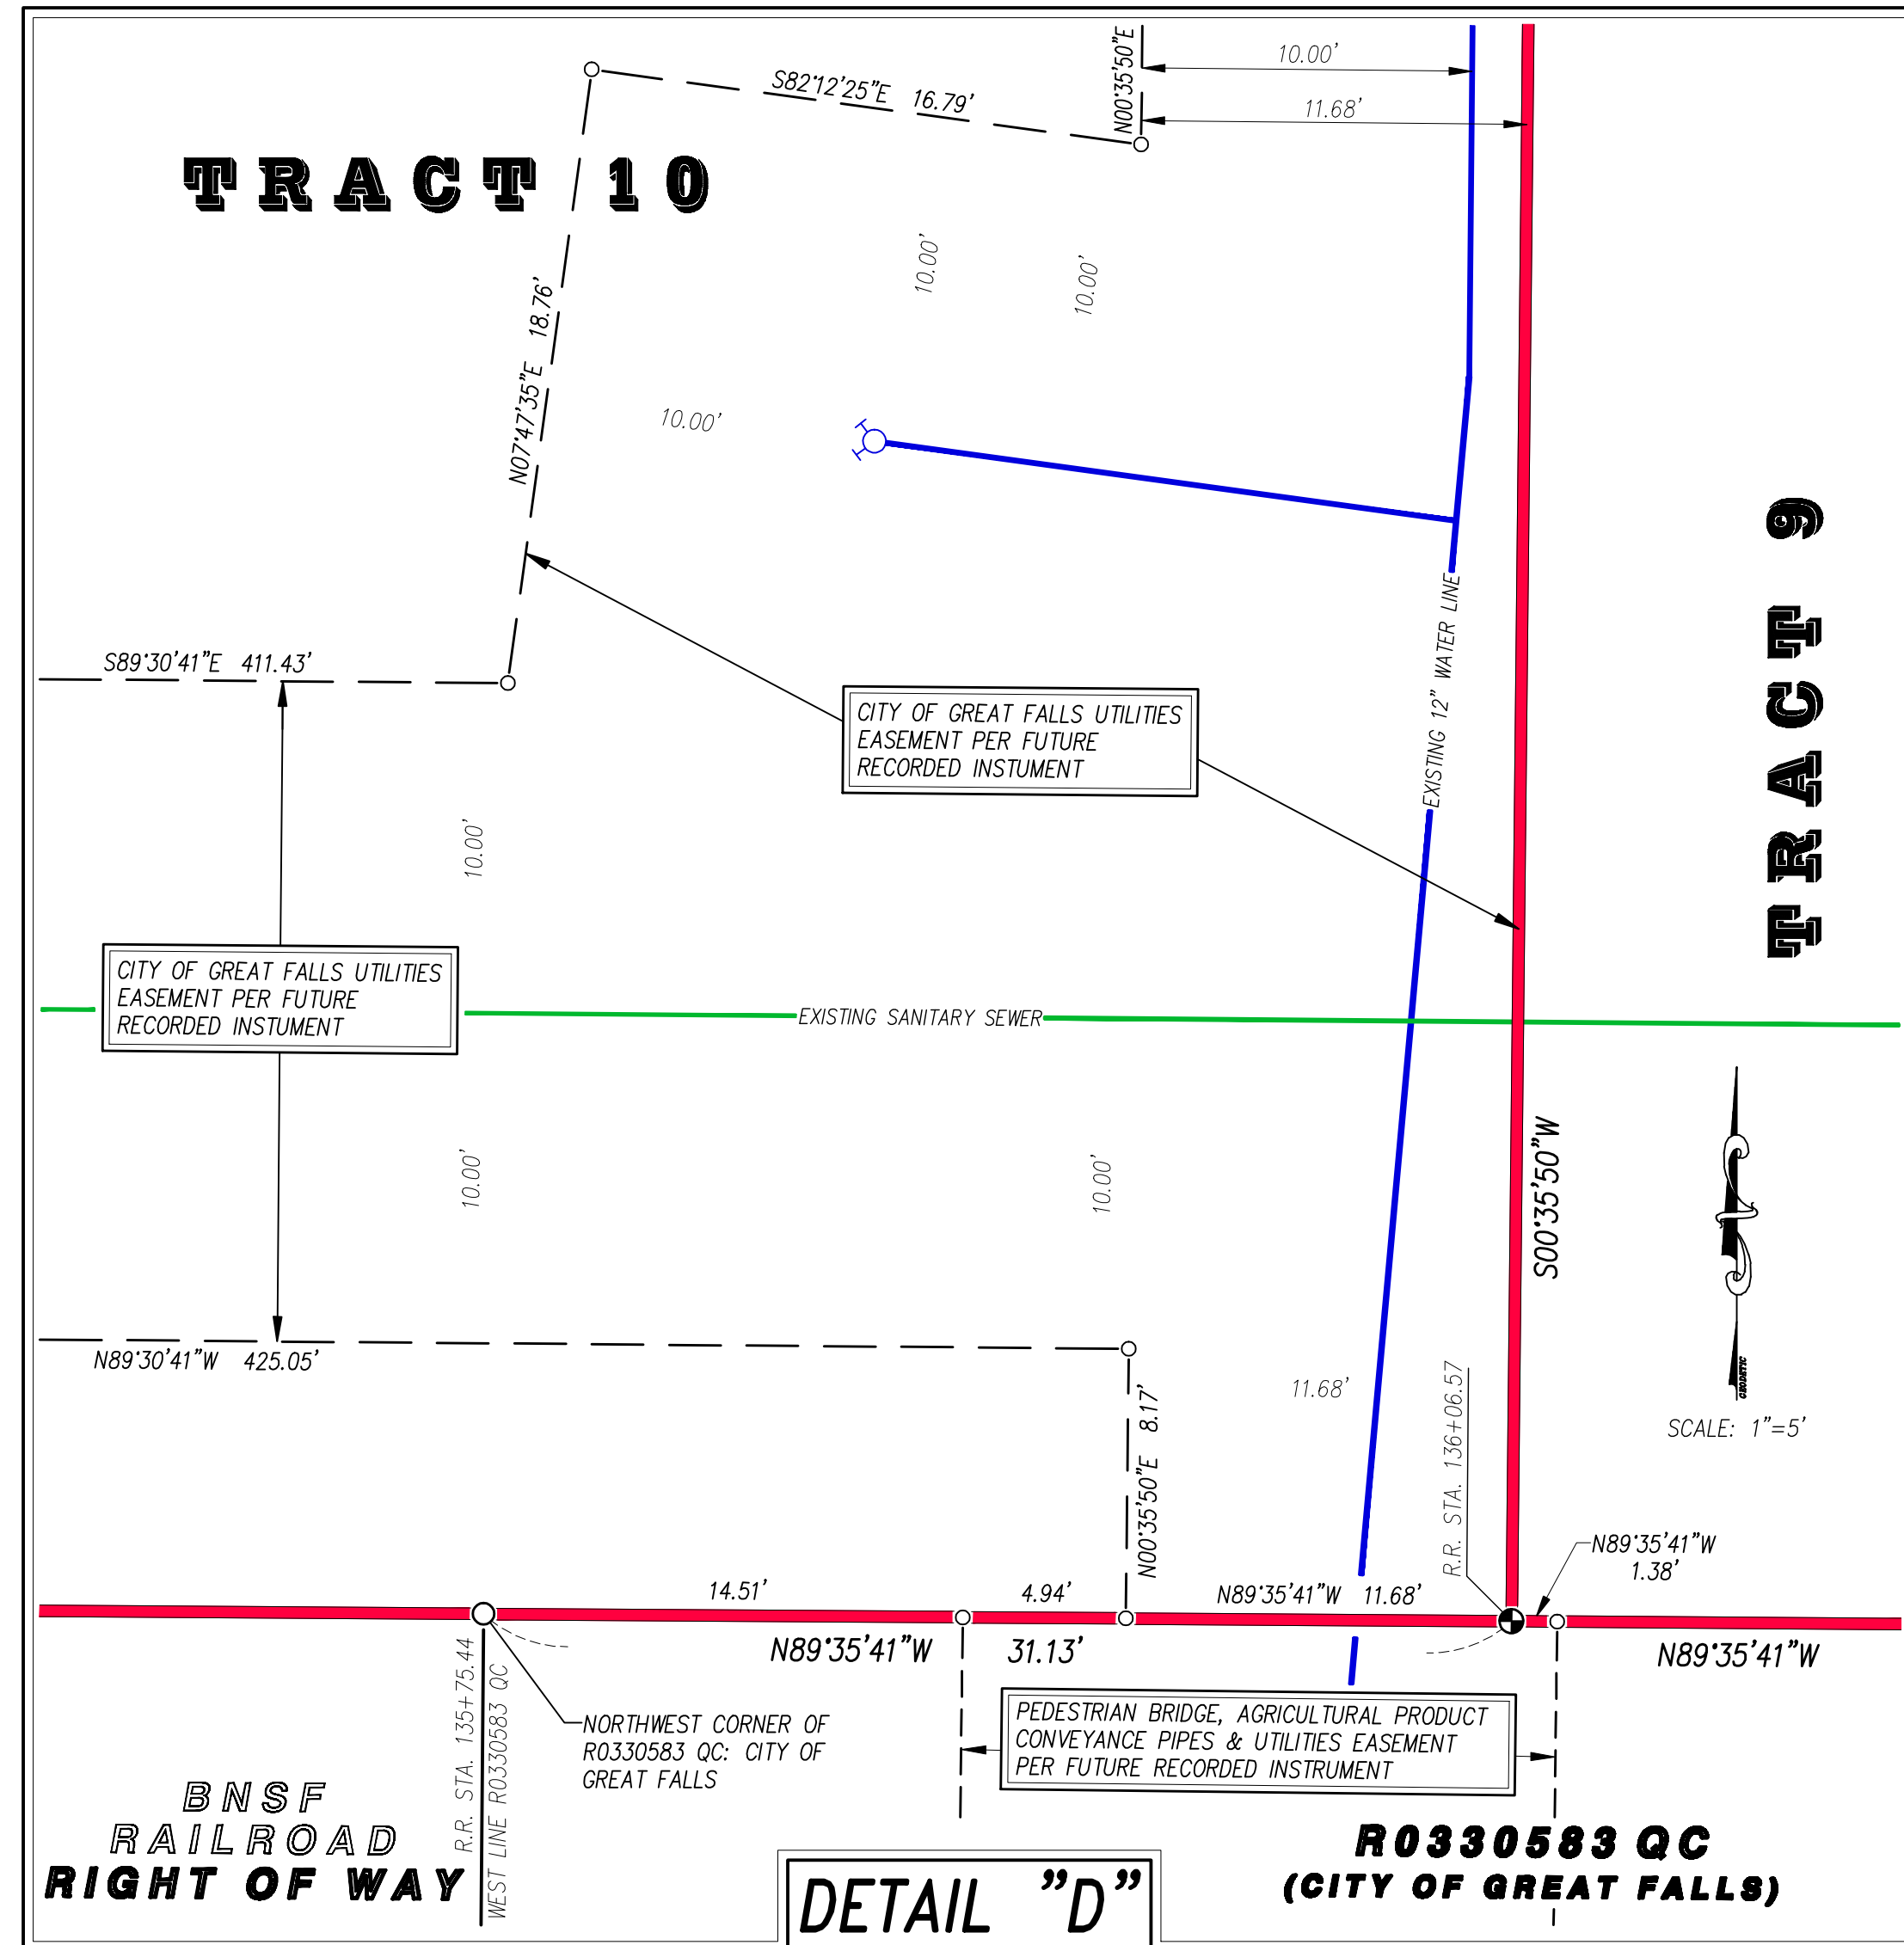 N00°35'50"E
10.00'
11.68'
S82°12'25"E 16.79'
TRACT 10
10.00'
10.00'
N07°47'35"E 18.76'
10.00'
TRACT 9
EXISTING 12" WATER LINE
S89°30'41"E 411.43'
CITY OF GREAT FALLS UTILITIES
EASEMENT PER FUTURE
RECORDED INSTUMENT
10.00'
CITY OF GREAT FALLS UTILITIES
EASEMENT PER FUTURE
RECORDED INSTUMENT
EXISTING SANITARY SEWER
10.00'
10.00'
S00°35'50"W
N89°30'41"W 425.05'
11.68'
N00°35'50"E 8.17'
R.R. STA. 136+06.57
GEODETIC
SCALE: 1"=5'
N89°35'41"W
1.38'
14.51'
4.94'
N89°35'41"W 11.68'
N89°35'41"W 31.13'
N89°35'41"W
R.R. STA. 135+75.44
WEST LINE R0330583 QC
NORTHWEST CORNER OF
R0330583 QC: CITY OF
GREAT FALLS
PEDESTRIAN BRIDGE, AGRICULTURAL PRODUCT
CONVEYANCE PIPES & UTILITIES EASEMENT
PER FUTURE RECORDED INSTRUMENT
BNSF
RAILROAD
RIGHT OF WAY
R0330583 QC
(CITY OF GREAT FALLS)
DETAIL "D"